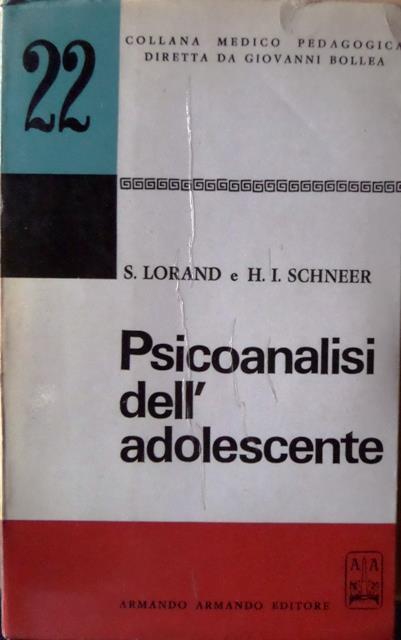 22
COLLANA MEDICO PEDAGOGICA
DIRETTA DA GIOVANNI BOLLEA
S. LORAND e H. I. SCHNEER
Psicoanalisi
dell'
adolescente
A A
ARMANDO ARMANDO EDITORE